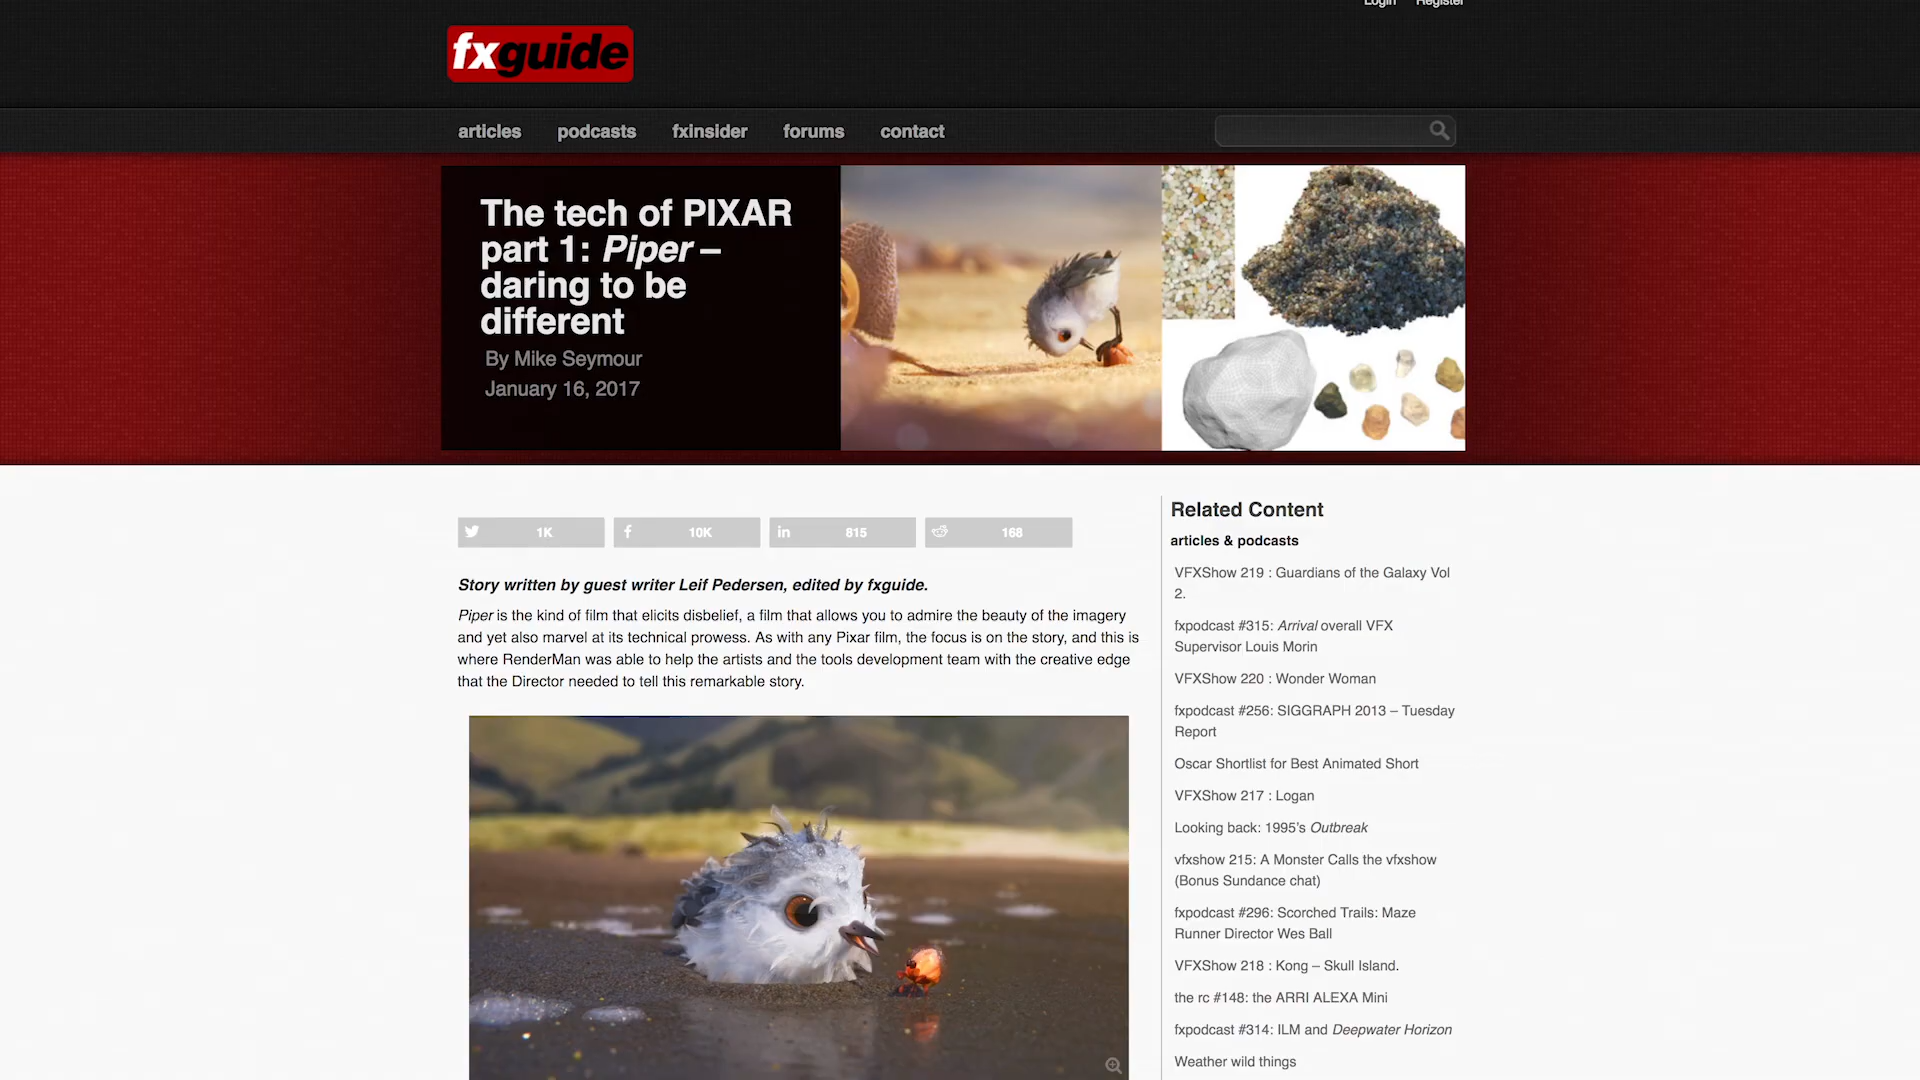 Login Register
fxguide
articles podcasts fxinsider forums contact
The tech of PIXAR
part 1: Piper –
daring to be
different
By Mike Seymour
January 16, 2017
1K 10K 815 168
Story written by guest writer Leif Pedersen, edited by fxguide.
Piper is the kind of film that elicits disbelief, a film that allows you to admire the beauty of the imagery
and yet also marvel at its technical prowess. As with any Pixar film, the focus is on the story, and this is
where RenderMan was able to help the artists and the tools development team with the creative edge
that the Director needed to tell this remarkable story.
Related Content
articles & podcasts
VFXShow 219 : Guardians of the Galaxy Vol
2.
fxpodcast #315: Arrival overall VFX
Supervisor Louis Morin
VFXShow 220 : Wonder Woman
fxpodcast #256: SIGGRAPH 2013 – Tuesday
Report
Oscar Shortlist for Best Animated Short
VFXShow 217 : Logan
Looking back: 1995's Outbreak
vfxshow 215: A Monster Calls the vfxshow
(Bonus Sundance chat)
fxpodcast #296: Scorched Trails: Maze
Runner Director Wes Ball
VFXShow 218 : Kong – Skull Island.
the rc #148: the ARRI ALEXA Mini
fxpodcast #314: ILM and Deepwater Horizon
Weather wild things